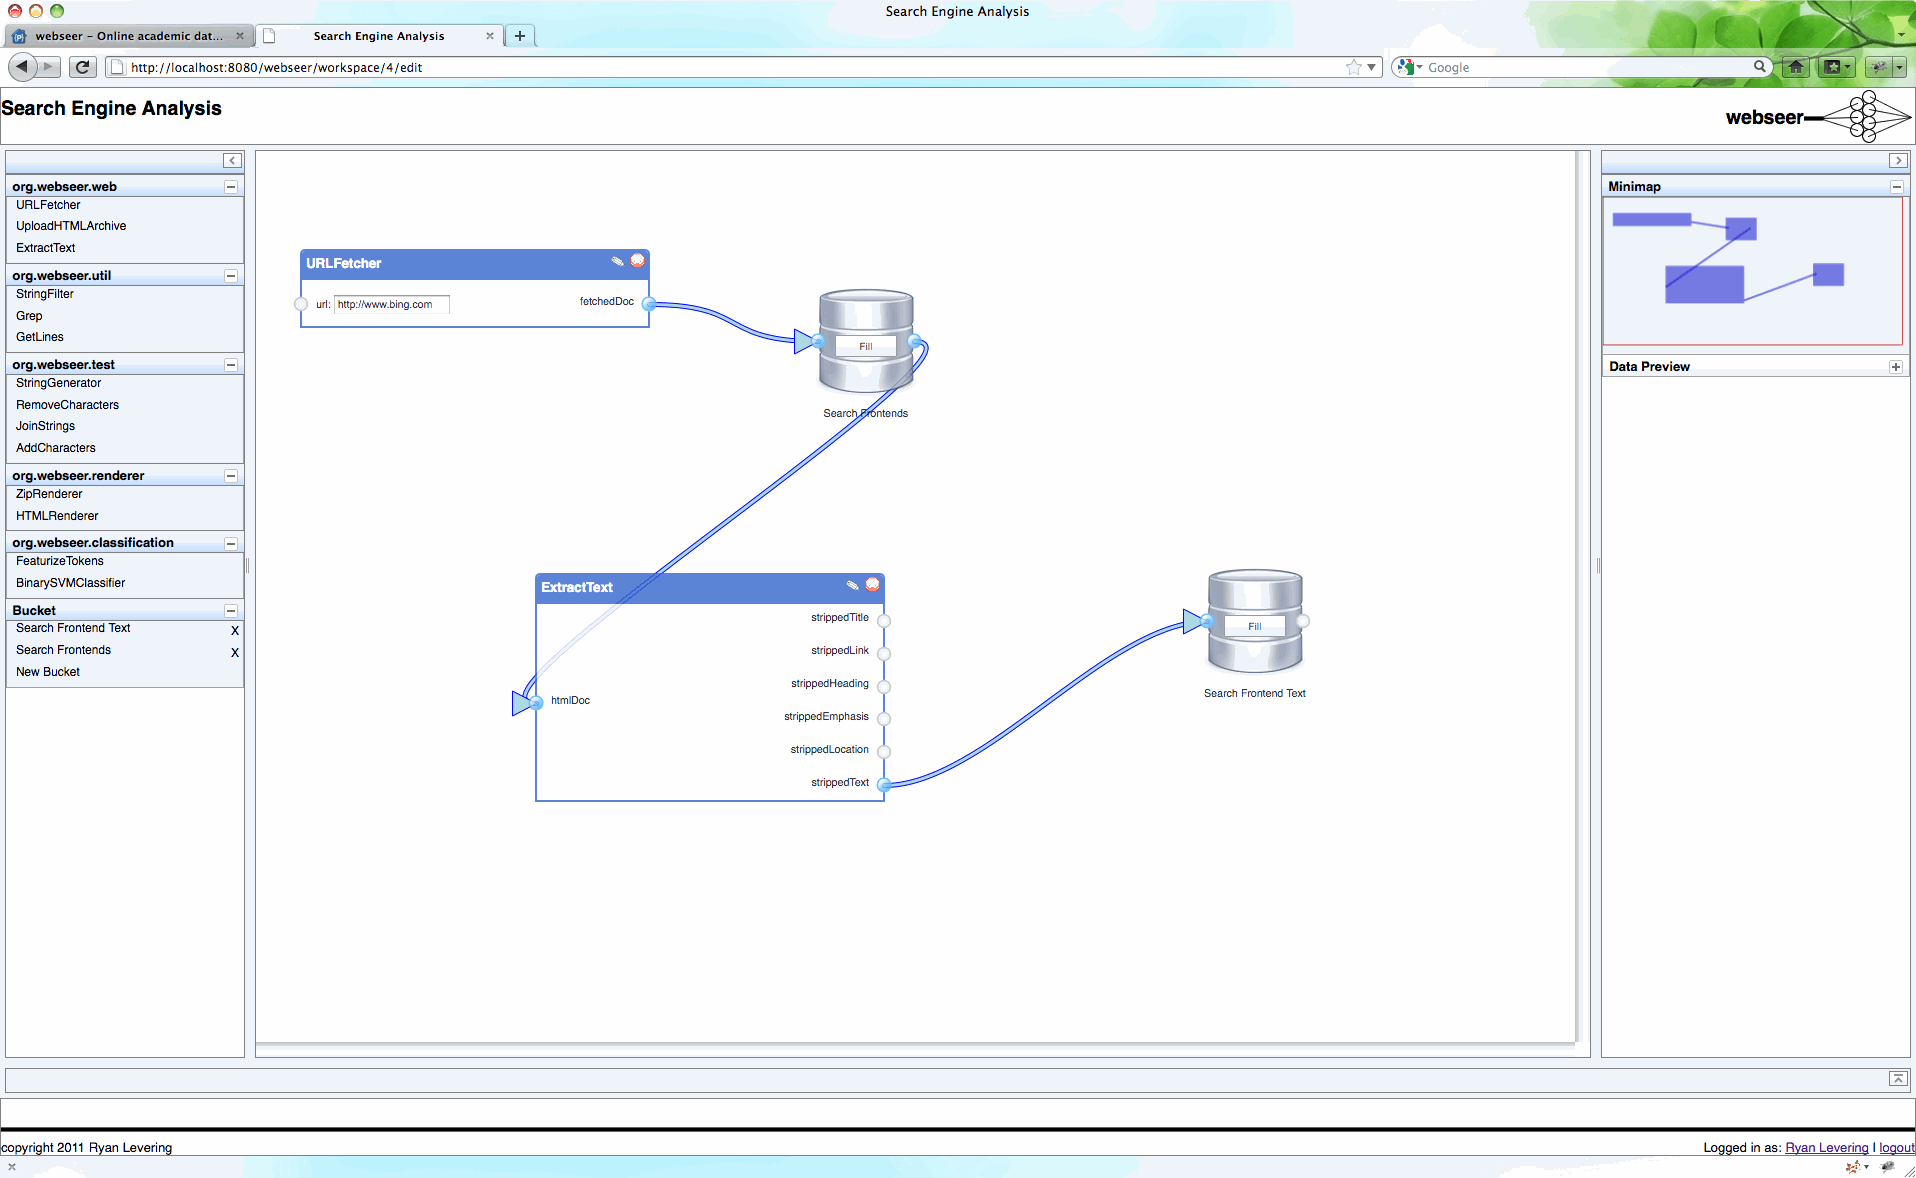 Search Engine Analysis
webseer – Online academic dat...
Search Engine Analysis
http://localhost:8080/webseer/workspace/4/edit
Google
Search Engine Analysis
webseer
org.webseer.web
URLFetcher
UploadHTMLArchive
ExtractText
org.webseer.util
StringFilter
Grep
GetLines
org.webseer.test
StringGenerator
RemoveCharacters
JoinStrings
AddCharacters
org.webseer.renderer
ZipRenderer
HTMLRenderer
org.webseer.classification
FeaturizeTokens
BinarySVMClassifier
Bucket
Search Frontend Text X
Search Frontends X
New Bucket
URLFetcher
url: http://www.bing.com
fetchedDoc
Fill
Search Frontends
ExtractText
strippedTitle
strippedLink
strippedHeading
htmlDoc
strippedEmphasis
strippedLocation
strippedText
Fill
Search Frontend Text
Minimap
Data Preview
copyright 2011 Ryan Levering
Logged in as: Ryan Levering | logout